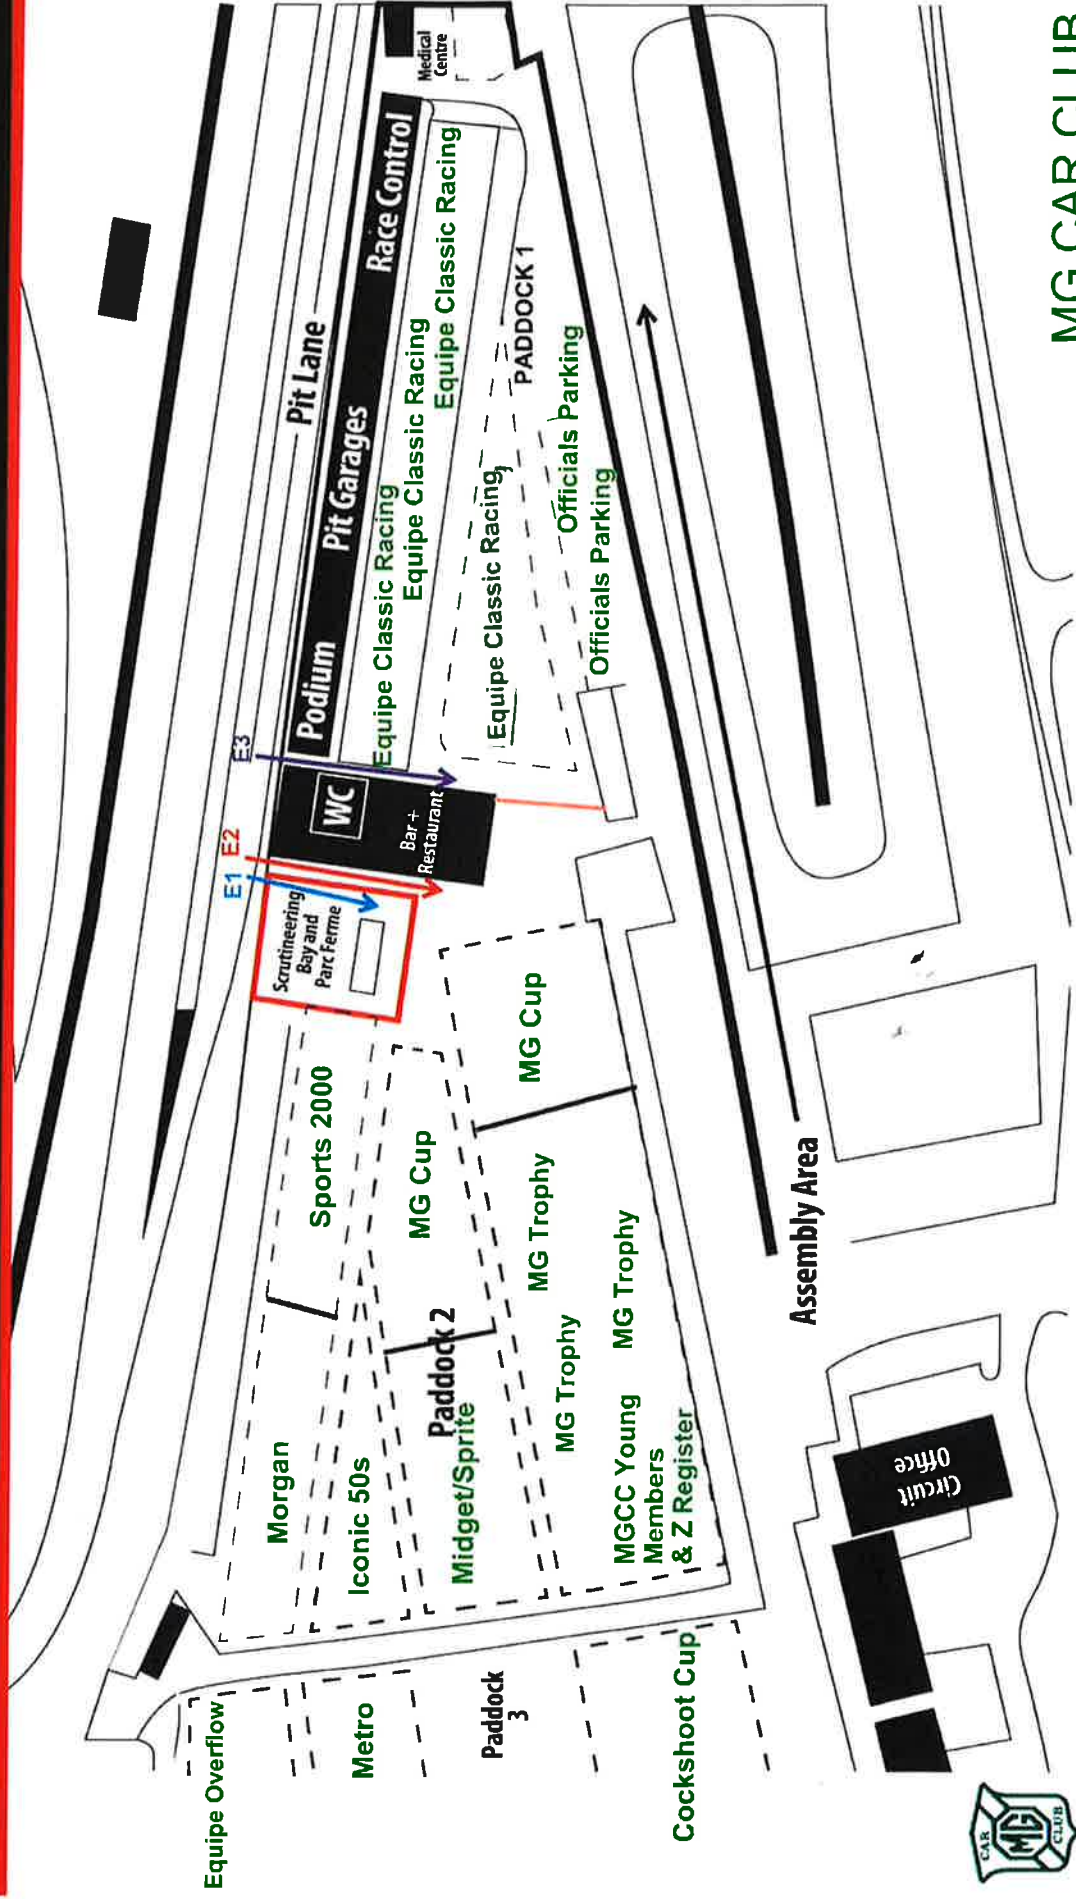 Medical
Centre
Race Control
Equipe Classic Racing
PADDOCK 1
Pit Lane
Pit Garages
Equipe Classic Racing
Officials Parking
Podium
Equipe Classic Racing
Equipe Classic Racing,
Officials Parking
E3
E2
E1
WC
Bar +
Restaurant
Scrutineering
Bay and
Parc Ferme
Sports 2000
MG Cup
MG Cup
MG Trophy
MG Trophy
MG Trophy
Assembly Area
Morgan
Iconic 50s
Paddock 2
Midget/Sprite
MGCC Young
Members
& Z Register
Circuit
Office
Equipe Overflow
Metro
Paddock
3
Cockshoot Cup
CAR
MG
CLUB
MG CAR CLUB